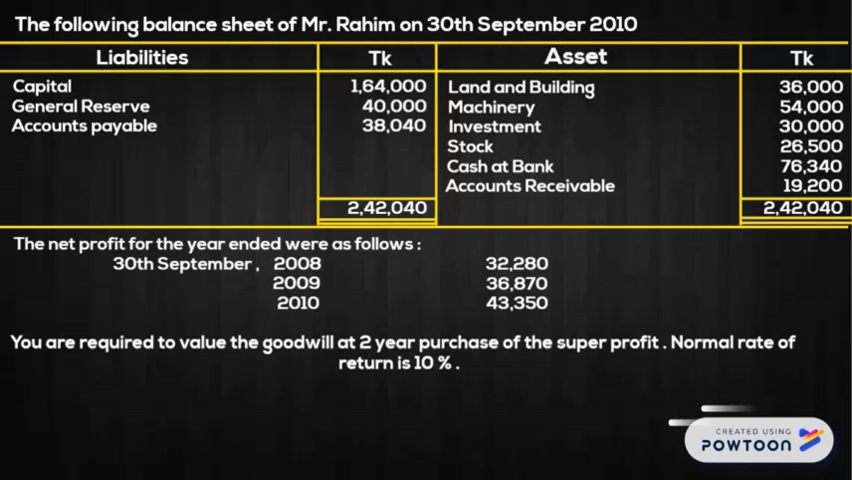 The following balance sheet of Mr. Rahim on 30th September 2010
Liabilities Tk Asset Tk
Capital 1,64,000 Land and Building 36,000
General Reserve 40,000 Machinery 54,000
Accounts payable 38,040 Investment 30,000
Stock 26,500
Cash at Bank 76,340
Accounts Receivable 19,200
2,42,040 2,42,040
The net profit for the year ended were as follows :
30th September , 2008 32,280
2009 36,870
2010 43,350
You are required to value the goodwill at 2 year purchase of the super profit . Normal rate of
return is 10 % .
CREATED USING
POWTOON